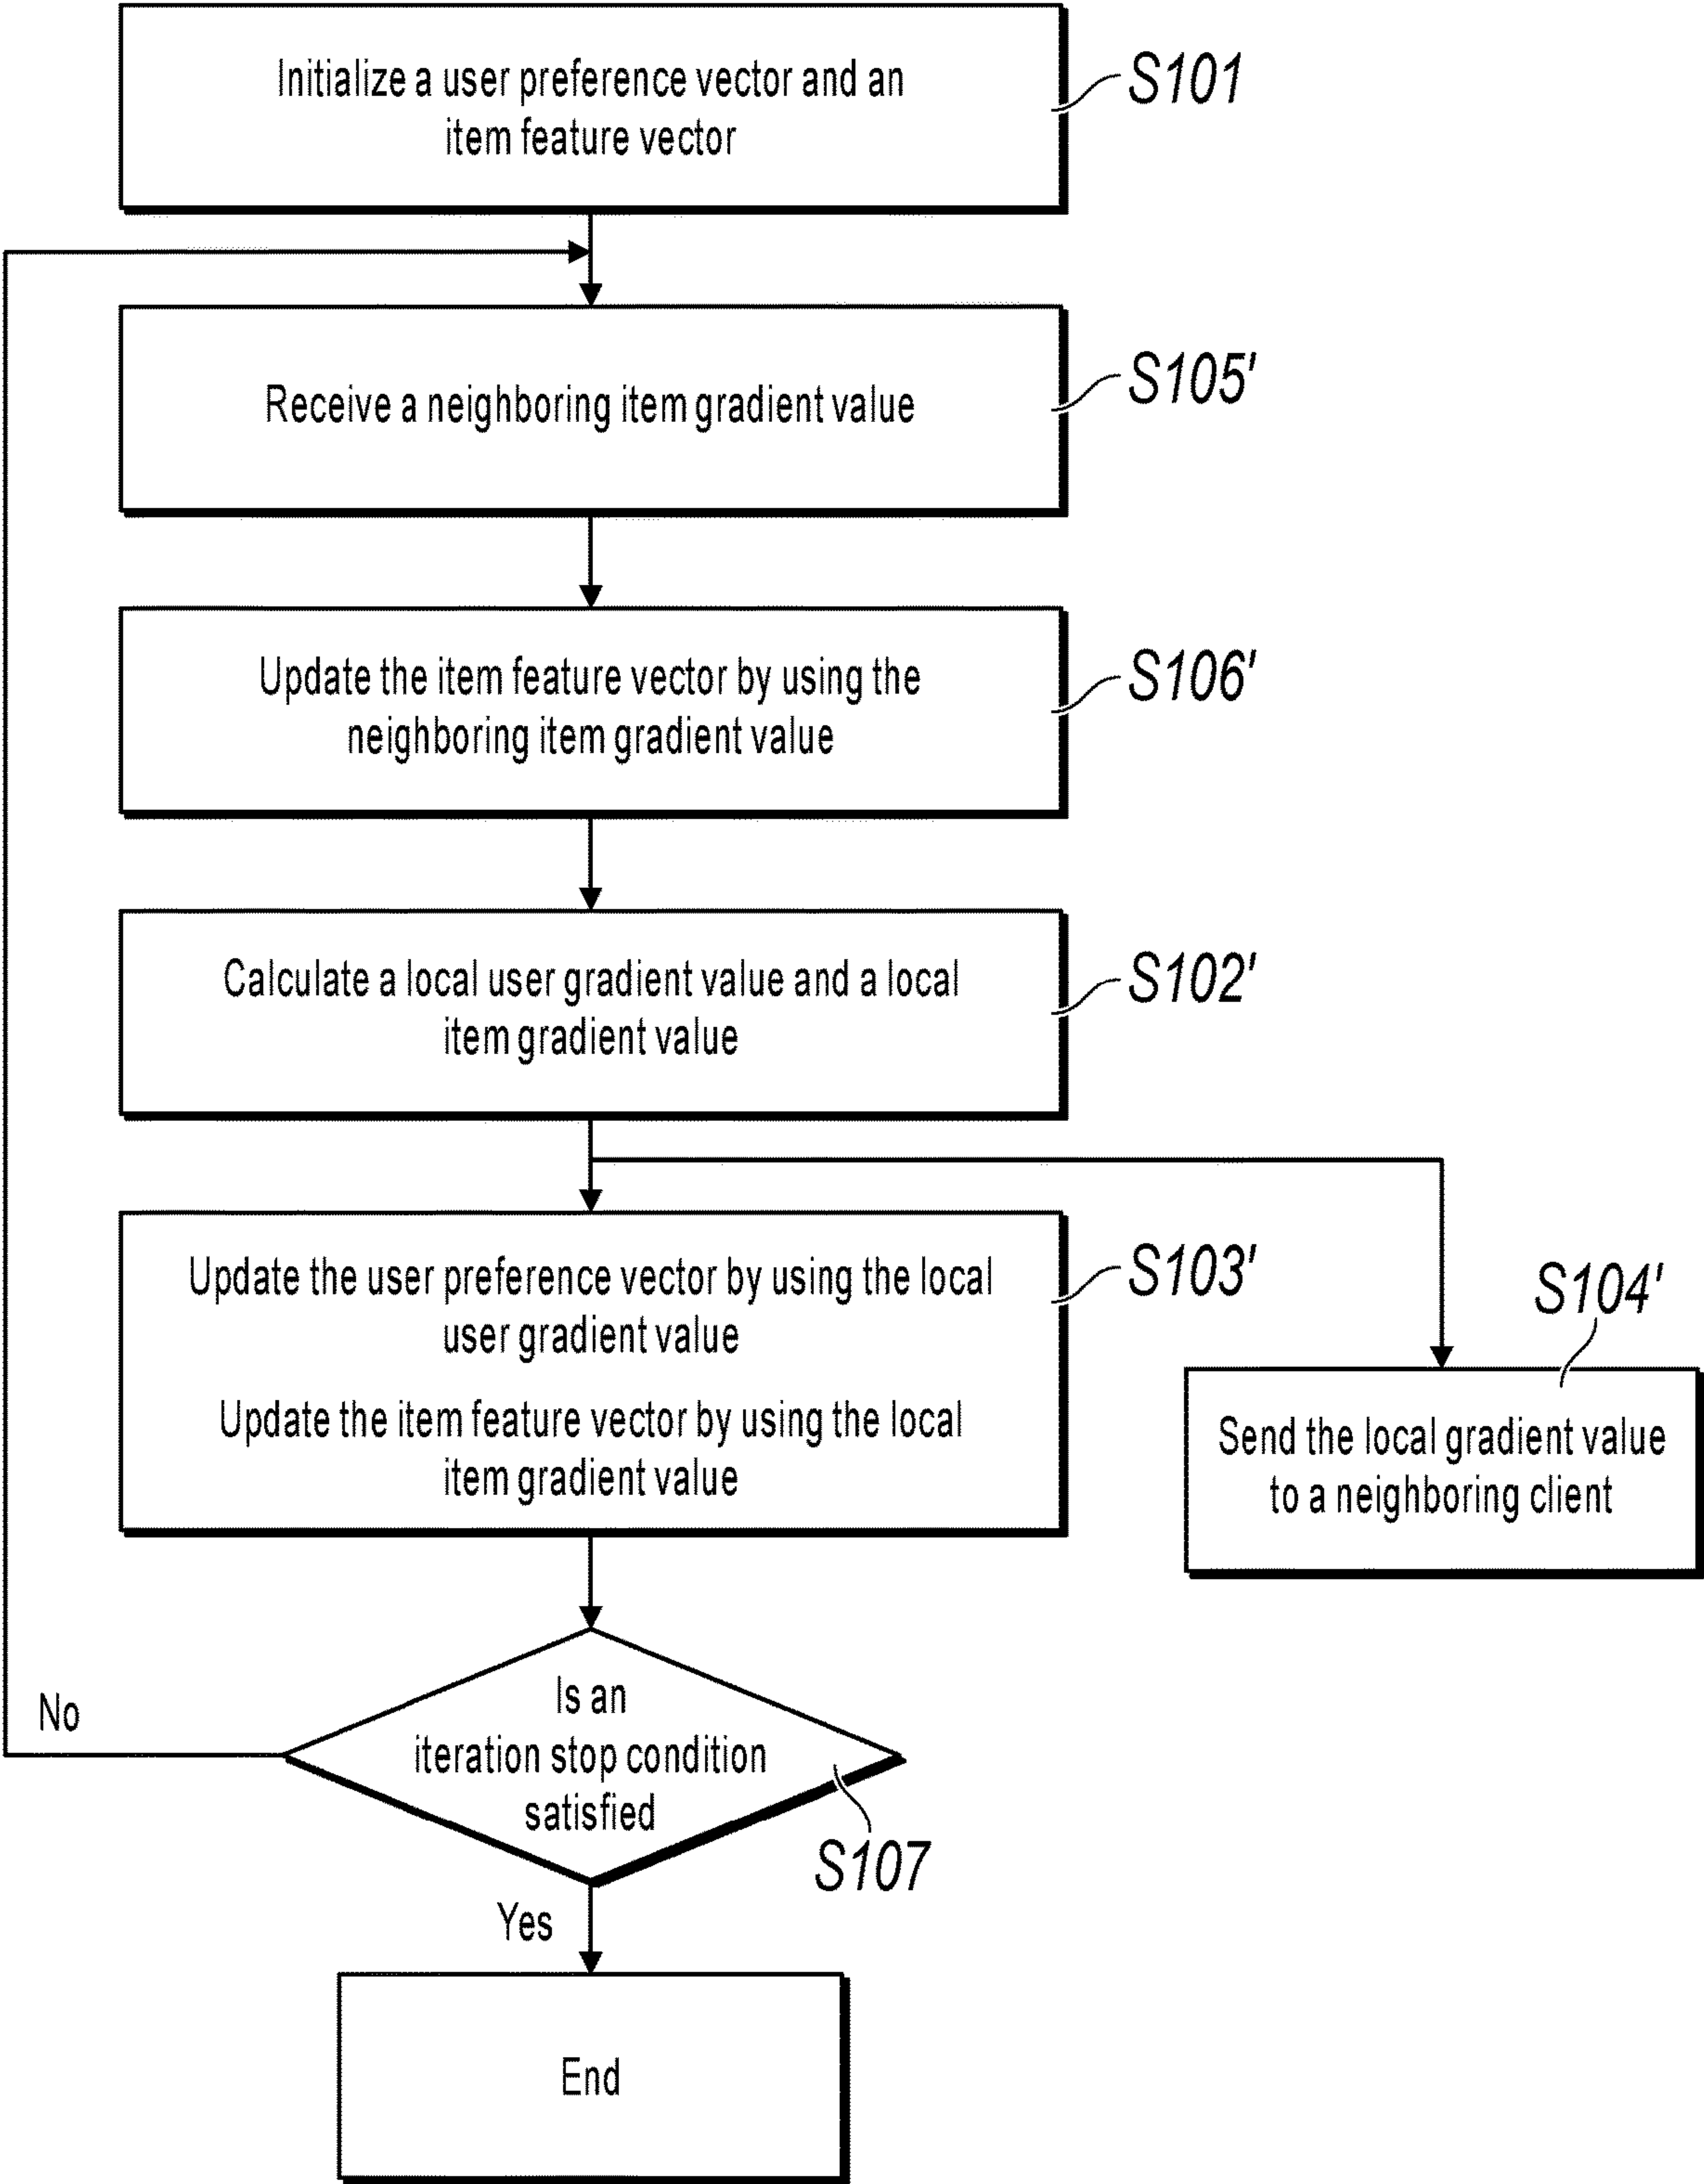 Initialize a user preference vector and an
item feature vector
S101
Receive a neighboring item gradient value
S105'
Update the item feature vector by using the
neighboring item gradient value
S106'
Calculate a local user gradient value and a local
item gradient value
S102'
Update the user preference vector by using the local
user gradient value
Update the item feature vector by using the local
item gradient value
S103'
S104'
Send the local gradient value
to a neighboring client
Is an
iteration stop condition
satisfied
S107
No
Yes
End